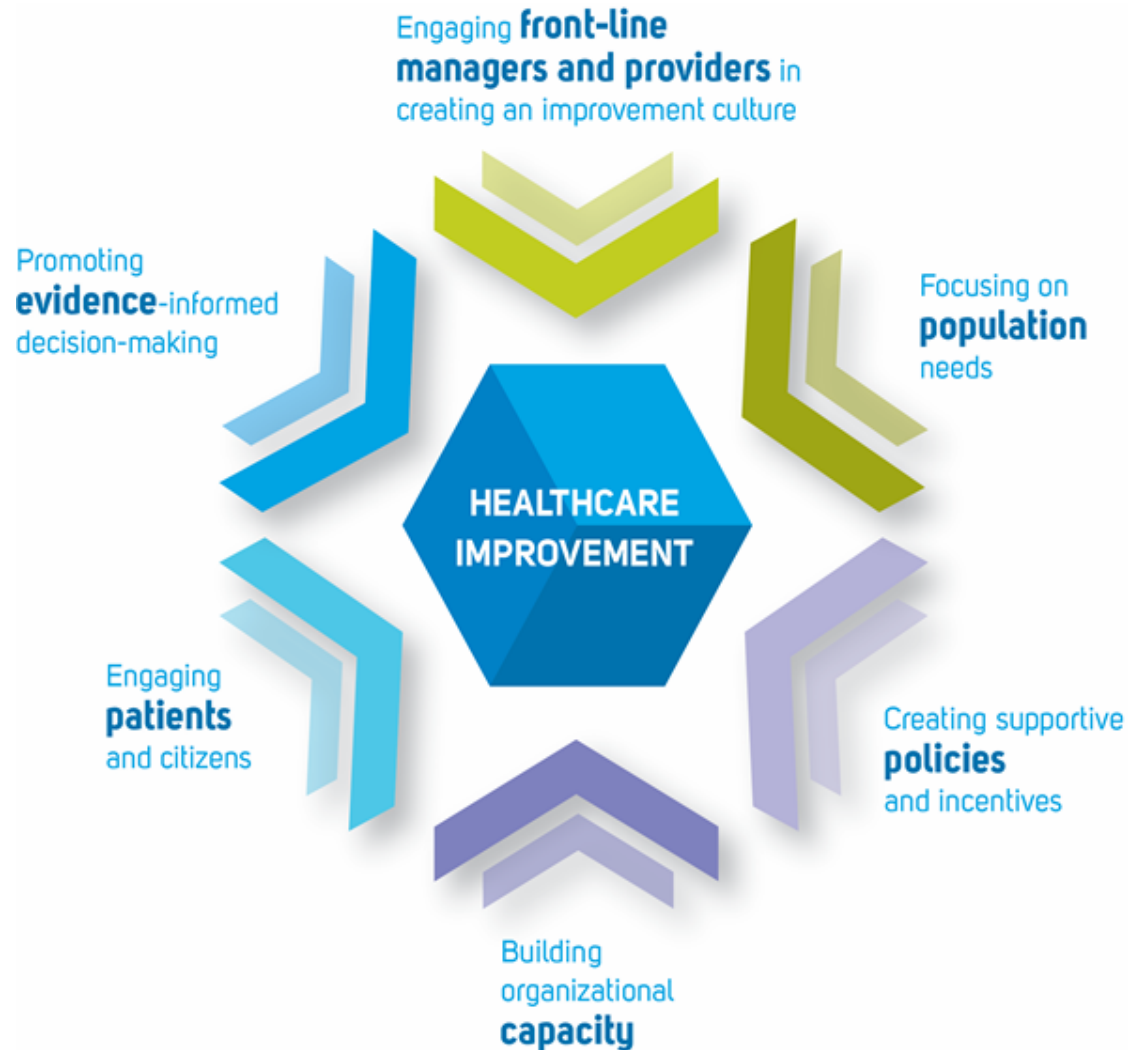 Engaging front-line
managers and providers in
creating an improvement culture
Promoting
evidence-informed
decision-making
Focusing on
population
needs
HEALTHCARE
IMPROVEMENT
Engaging
patients
and citizens
Creating supportive
policies
and incentives
Building
organizational
capacity